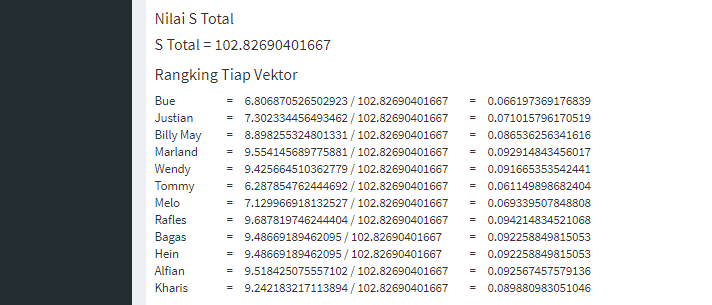 Nilai S Total
S Total = 102.82690401667
Rangking Tiap Vektor
Bue = 6.806870526502923 / 102.82690401667 = 0.066197369176839
Justian = 7.302334456493462 / 102.82690401667 = 0.071015796170519
Billy May = 8.898255324801331 / 102.82690401667 = 0.086536256341616
Marland = 9.554145689775881 / 102.82690401667 = 0.092914843456017
Wendy = 9.425664510362779 / 102.82690401667 = 0.091665353542441
Tommy = 6.287854762444692 / 102.82690401667 = 0.061149898682404
Melo = 7.129966918132527 / 102.82690401667 = 0.069339507848808
Rafles = 9.687819746244404 / 102.82690401667 = 0.094214834521068
Bagas = 9.48669189462095 / 102.82690401667 = 0.092258849815053
Hein = 9.48669189462095 / 102.82690401667 = 0.092258849815053
Alfian = 9.518425075557102 / 102.82690401667 = 0.092567457579136
Kharis = 9.242183217113894 / 102.82690401667 = 0.089880983051046